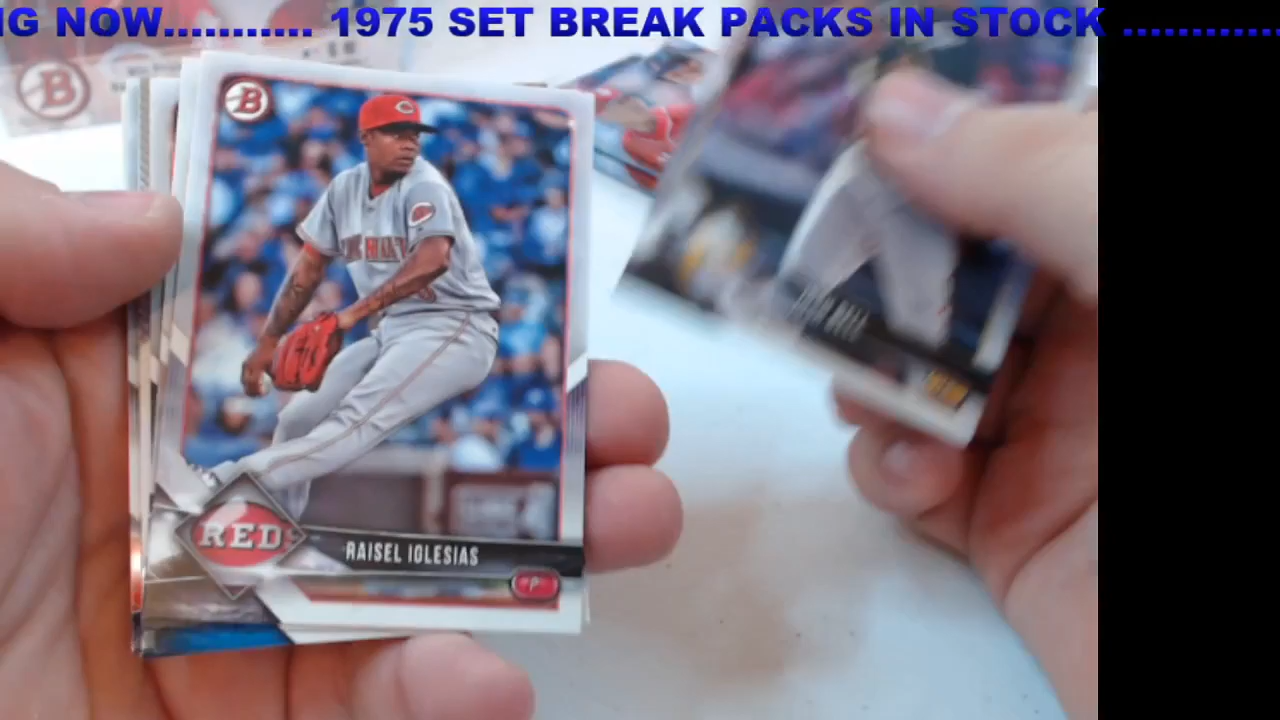 IG NOW........... 1975 SET BREAK PACKS IN STOCK ............
B
B
REDS
RAISEL IGLESIAS
P